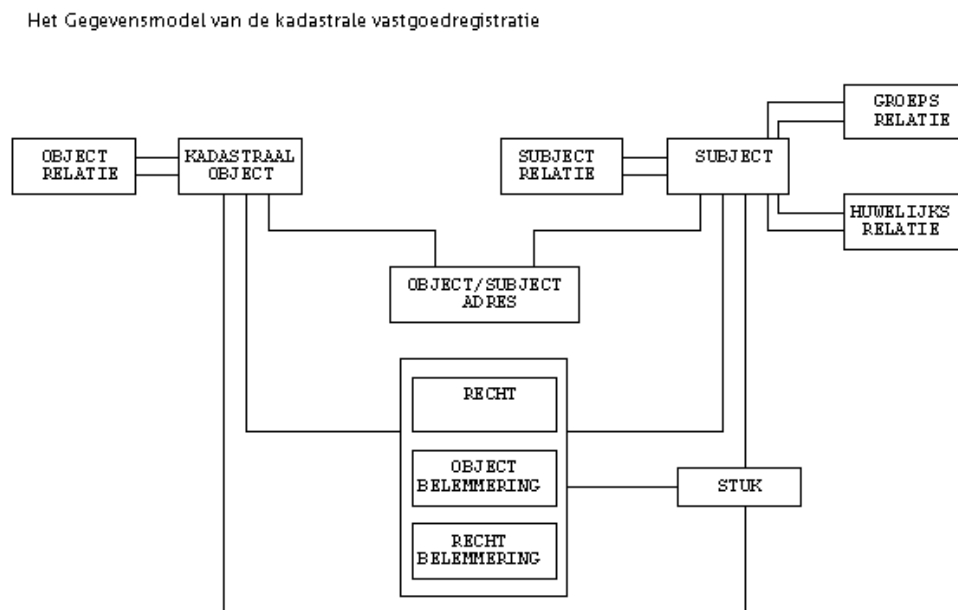 Het Gegevensmodel van de kadastrale vastgoedregistratie
GROEPS
RELATIE
OBJECT
RELATIE
KADASTRAAL
OBJECT
SUBJECT
RELATIE
SUBJECT
HUWELIJKS
RELATIE
OBJECT/SUBJECT
ADRES
RECHT
OBJECT
BELEMMERING
STUK
RECHT
BELEMMERING